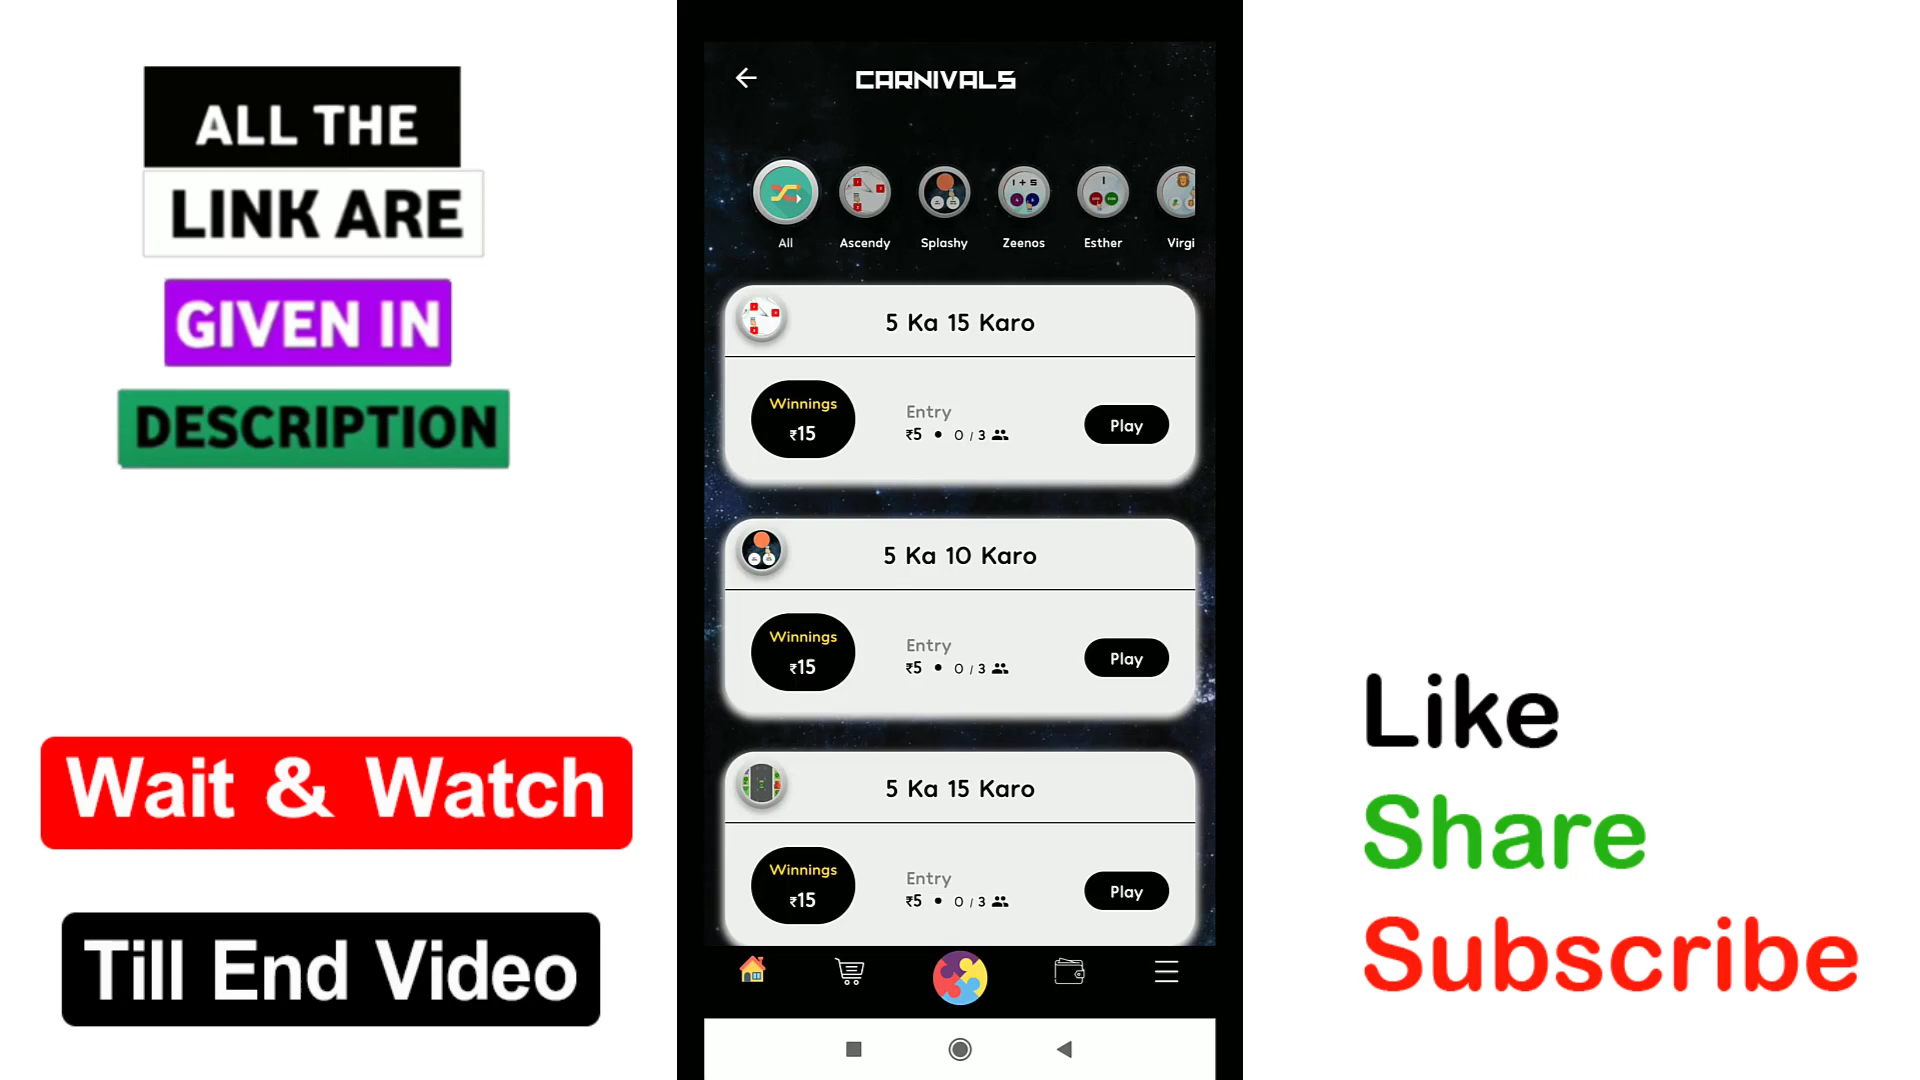 ALL THE
LINK ARE
GIVEN IN
DESCRIPTION
Wait & Watch
Till End Video
CARNIVALS
All
Ascendy
Splashy
Zeenos
Esther
Virgi
5 Ka 15 Karo
Winnings
₹15
Entry
₹5 • 0 / 3
Play
5 Ka 10 Karo
Winnings
₹15
Entry
₹5 • 0 / 3
Play
5 Ka 15 Karo
Winnings
₹15
Entry
₹5 • 0 / 3
Play
Like
Share
Subscribe